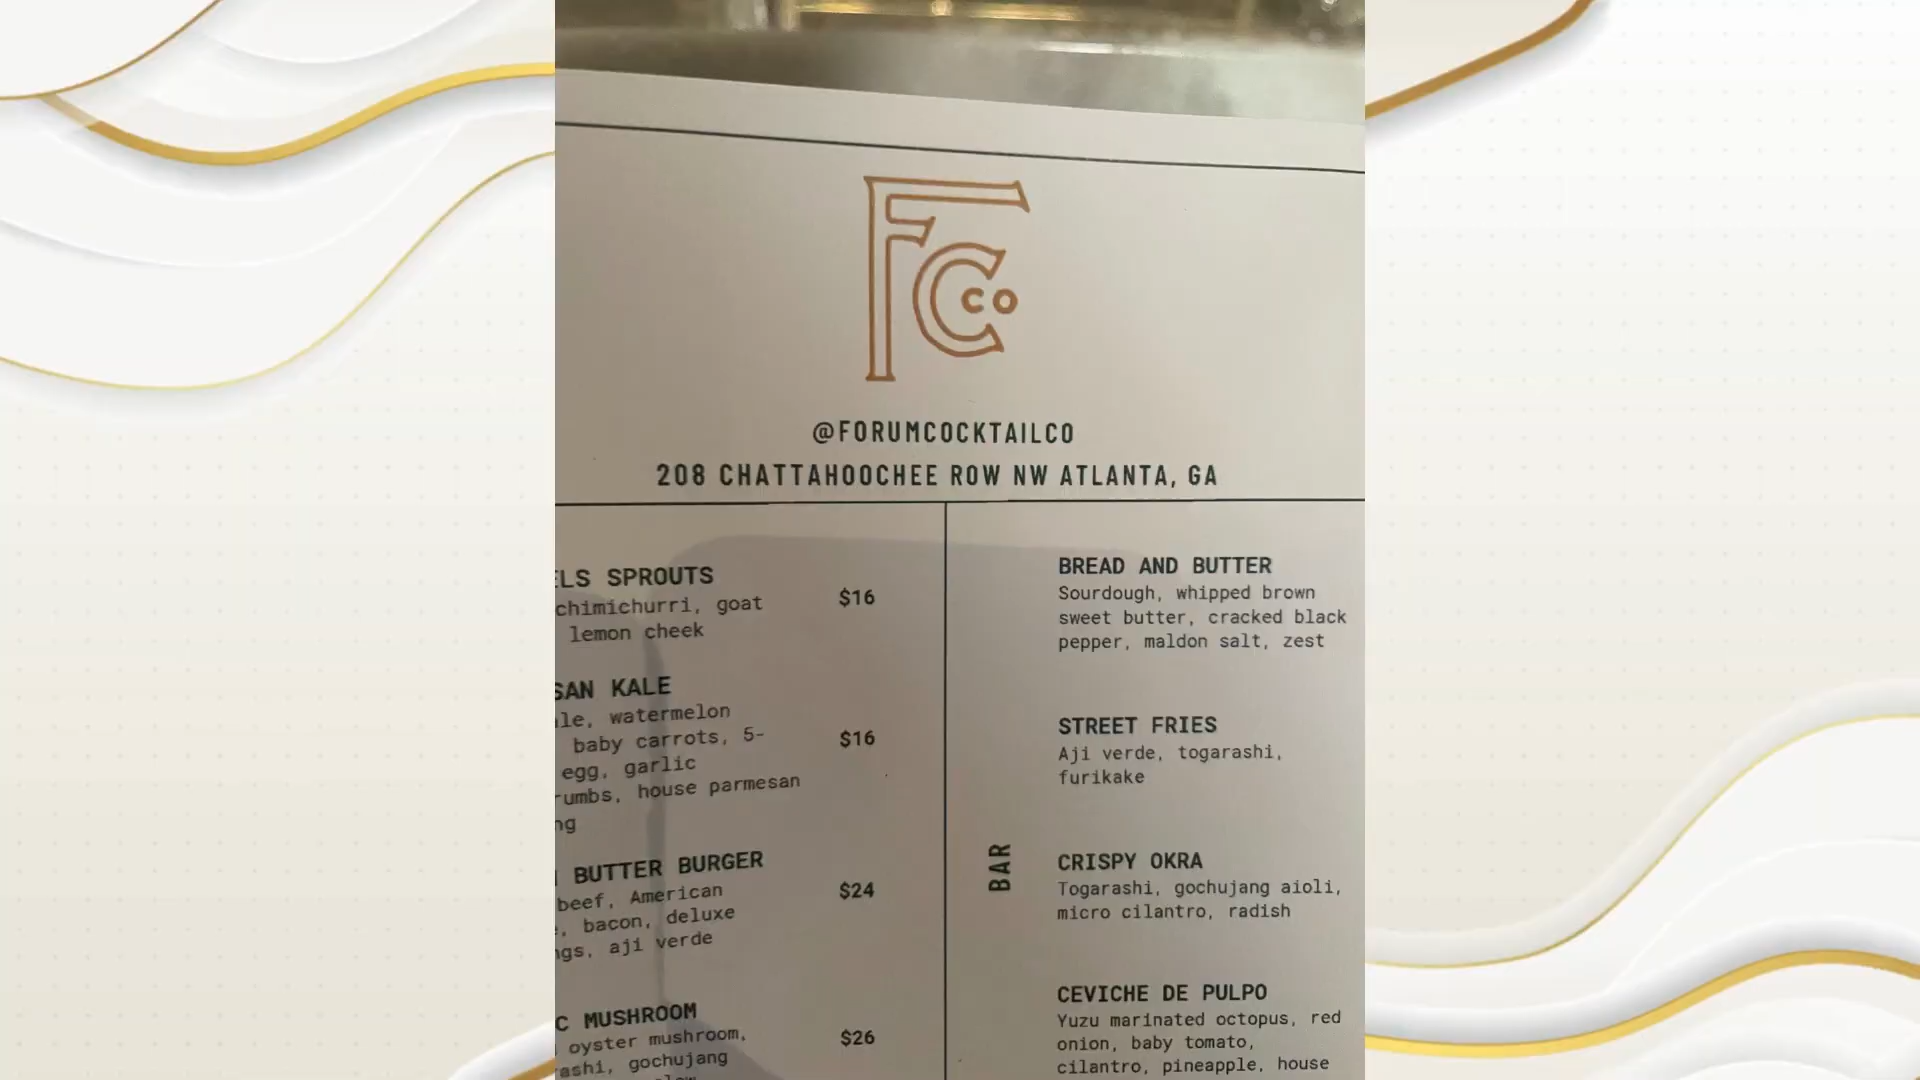 FC co
@FORUMCOCKTAILCO
208 CHATTAHOOCHEE ROW NW ATLANTA, GA
SPROUTS
chimichurri, goat
$16
lemon cheek
KALE
watermelon
baby carrots, 5-
$16
egg, garlic
house parmesan
BUTTER BURGER
beef, American
$24
bacon, deluxe
aji verde
MUSHROOM
oyster mushroom,
$26
gochujang
BAR
BREAD AND BUTTER
Sourdough, whipped brown
sweet butter, cracked black
pepper, maldon salt, zest
STREET FRIES
Aji verde, togarashi,
furikake
CRISPY OKRA
Togarashi, gochujang aioli,
micro cilantro, radish
CEVICHE DE PULPO
Yuzu marinated octopus, red
onion, baby tomato,
cilantro, pineapple, house